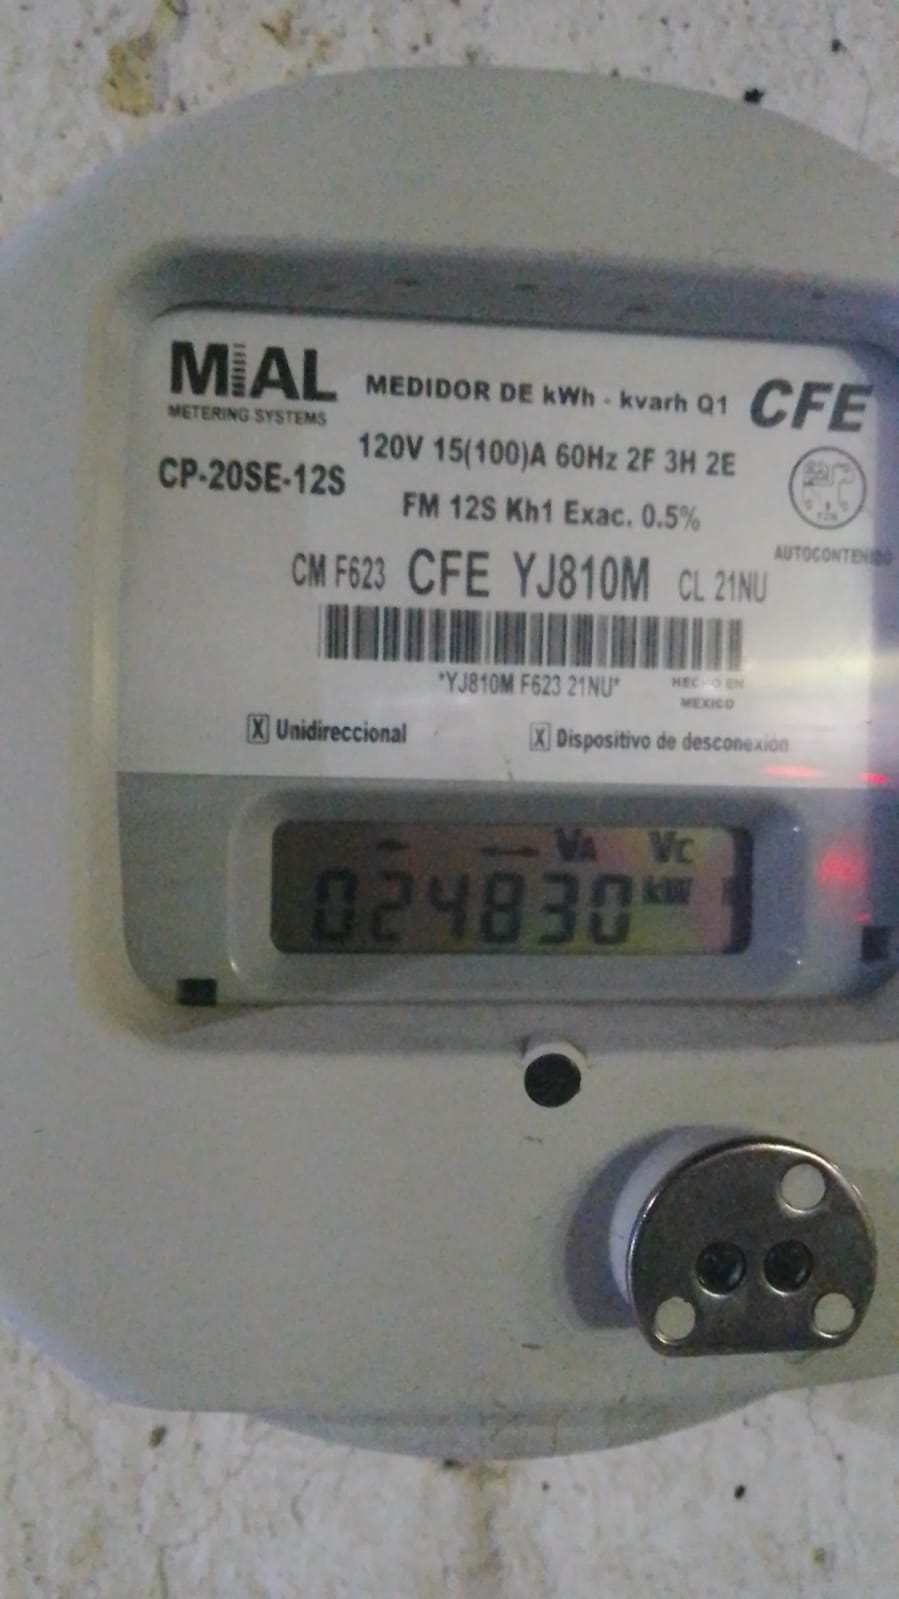 MIAL
METERING SYSTEMS
MEDIDOR DE kWh - kvarh Q1
CFE
120V 15(100)A 60Hz 2F 3H 2E
CP-20SE-12S
FM 12S Kh1 Exac. 0.5%
AUTOCONTENIDO
CM F623 CFE YJ810M CL 21NU
*YJ810M F623 21NU*
HECHO EN
MEXICO
X Unidireccional
X Dispositivo de desconexión
VA VC
024830 kW